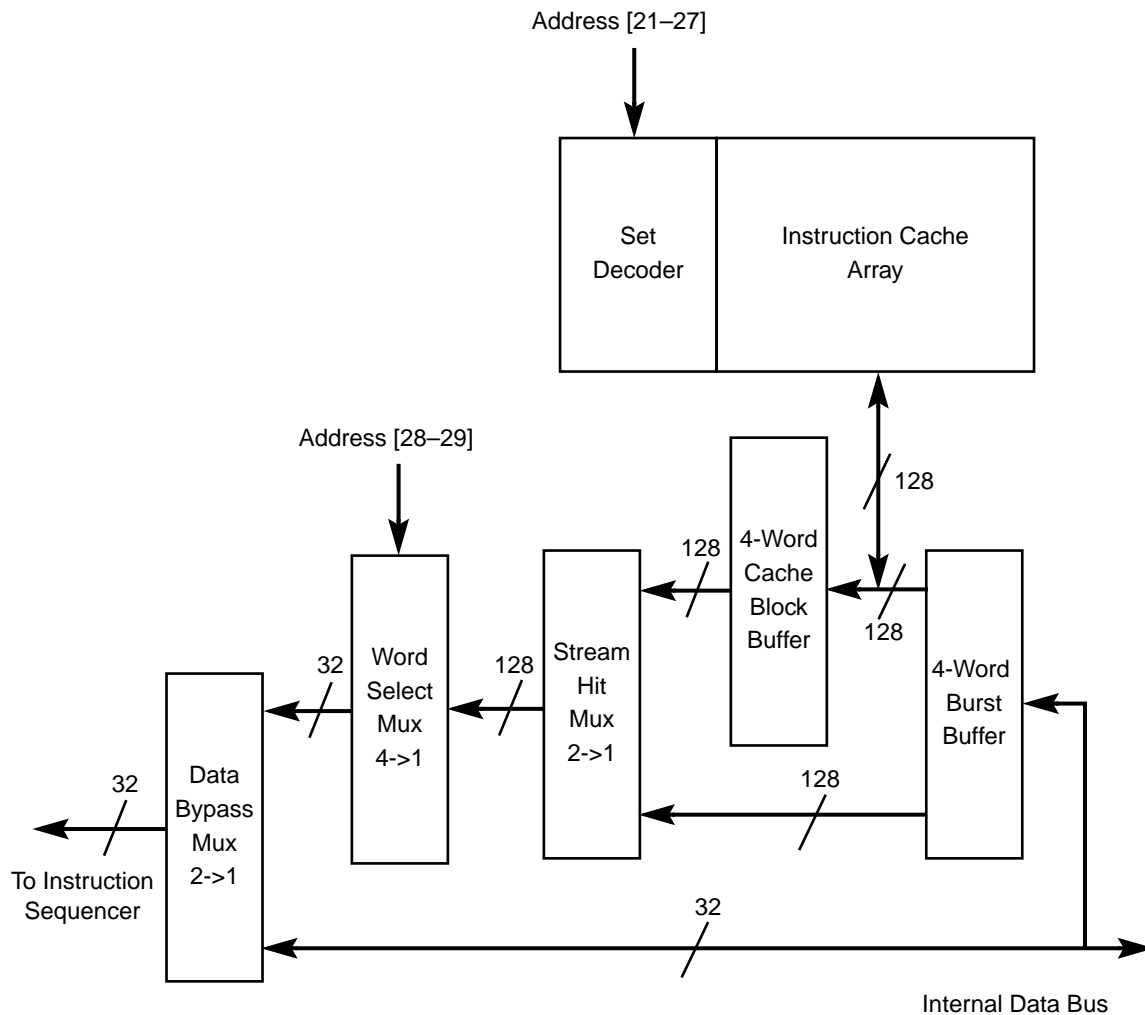 Address [21–27]
Set
Decoder
Instruction Cache
Array
Address [28–29]
128
4-Word
Cache
Block
Buffer
128
128
4-Word
Burst
Buffer
Stream
Hit
Mux
2->1
128
Word
Select
Mux
4->1
32
128
Data
Bypass
Mux
2->1
32
To Instruction
Sequencer
32
Internal Data Bus